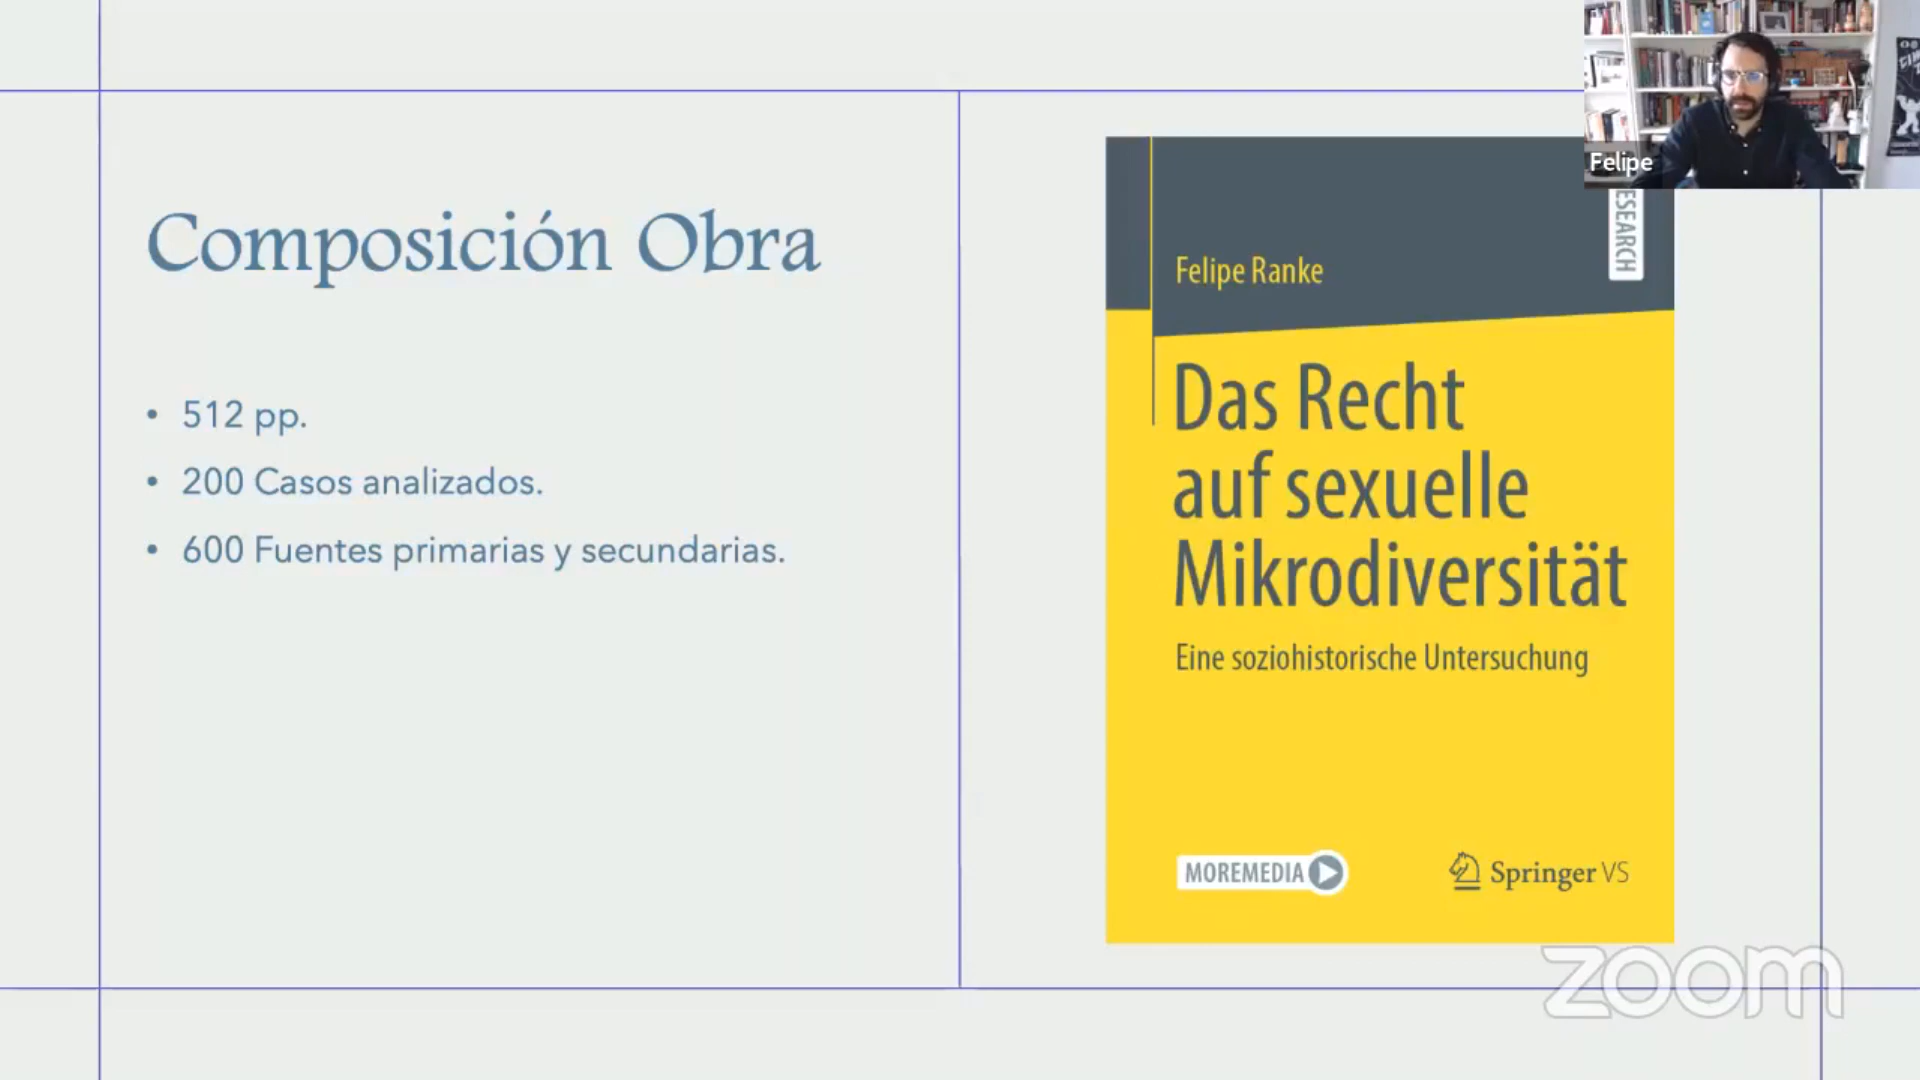 Composición Obra
• 512 pp.
• 200 Casos analizados.
• 600 Fuentes primarias y secundarias.
Felipe
ESEARCH
Felipe Ranke
Das Recht
auf sexuelle
Mikrodiversität
Eine soziohistorische Untersuchung
MOREMEDIA
Springer VS
zoom